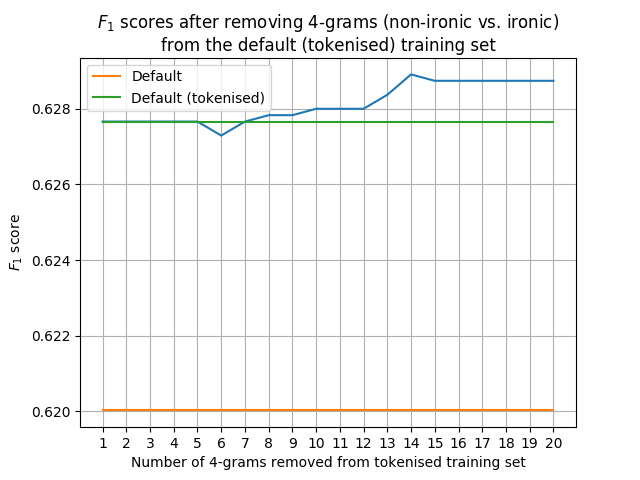 F1 scores after removing 4-grams (non-ironic vs. ironic)
from the default (tokenised) training set
Default
Default (tokenised)
0.628
0.626
0.624
0.622
0.620
F1 score
1 2 3 4 5 6 7 8 9 10 11 12 13 14 15 16 17 18 19 20
Number of 4-grams removed from tokenised training set